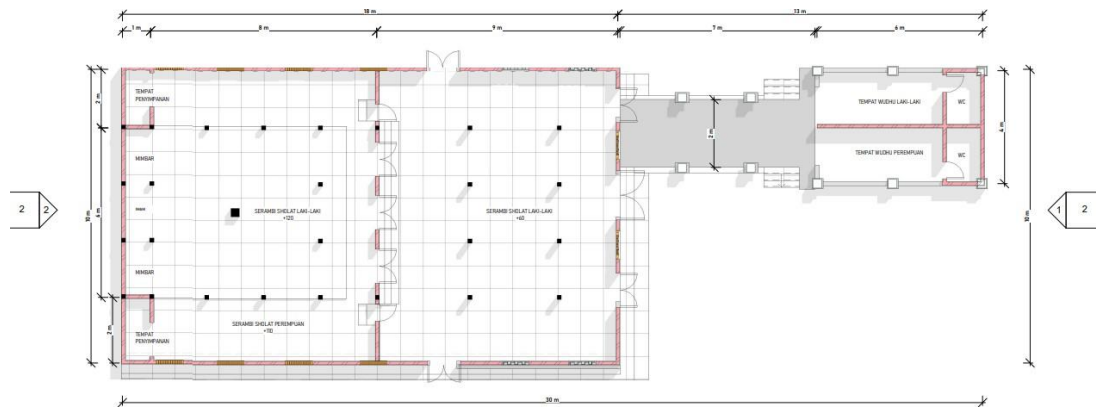 18 m
13 m
1 m
8 m
9 m
7 m
6 m
2 m
TEMPAT
PENYIMPANAN
TEMPAT WUDHU LAKI-LAKI
WC
4 m
2 m
MIMBAR
TEMPAT WUDHU PEREMPUAN
WC
10 m
6 m
2
2
SERAMBI SHOLAT LAKI-LAKI
+120
SERAMBI SHOLAT LAKI-LAKI
+60
1
2
10 m
MIMBAR
SERAMBI SHOLAT PEREMPUAN
+110
2 m
TEMPAT
PENYIMPANAN
30 m